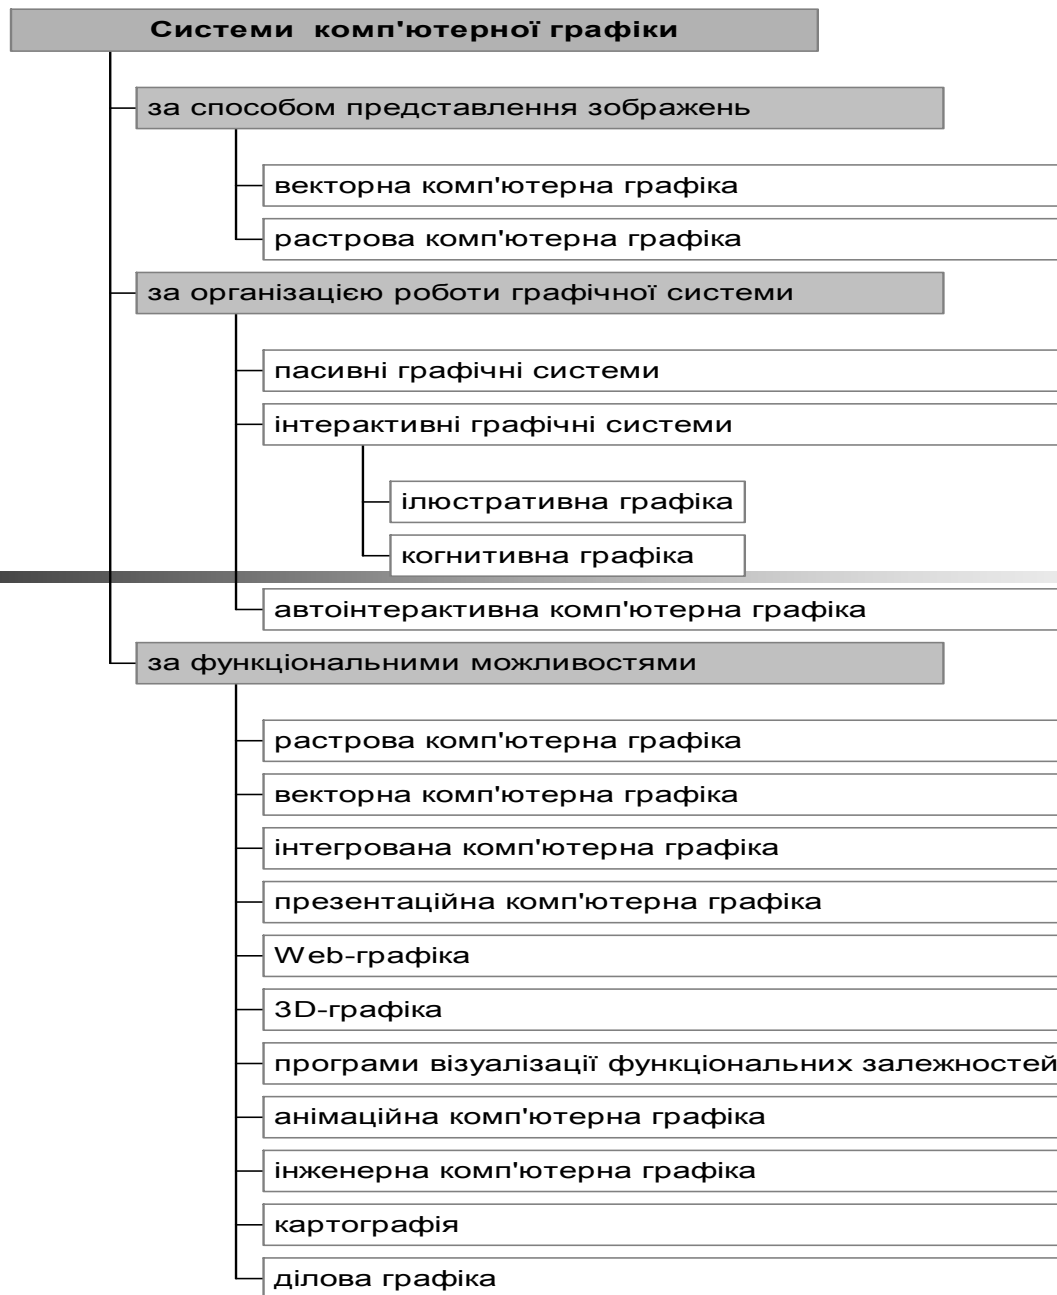 Системи комп'ютерної графіки
за способом представлення зображень
векторна комп'ютерна графіка
растрова комп'ютерна графіка
за організацією роботи графічної системи
пасивні графічні системи
інтерактивні графічні системи
ілюстративна графіка
когнитивна графіка
автоінтерактивна комп'ютерна графіка
за функціональними можливостями
растрова комп'ютерна графіка
векторна комп'ютерна графіка
інтегрована комп'ютерна графіка
презентаційна комп'ютерна графіка
Web-графіка
3D-графіка
програми візуалізації функціональних залежностей
анімаційна комп'ютерна графіка
інженерна комп'ютерна графіка
картографія
ділова графіка